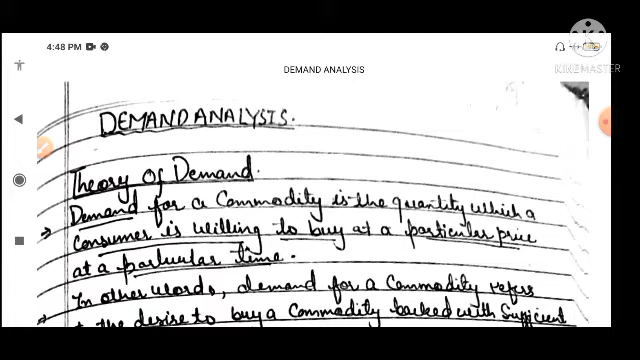 4:48 PM
KINEMASTER
DEMAND ANALYSIS
DEMAND ANALYSIS.
Theory Of Demand.
→ Demand for a Commodity is the quantity which a
consumer is willing to buy at a particular price
at a particular time.
→ In other words, demand for a Commodity refers
the desire to buy a Commodity backed with Sufficient